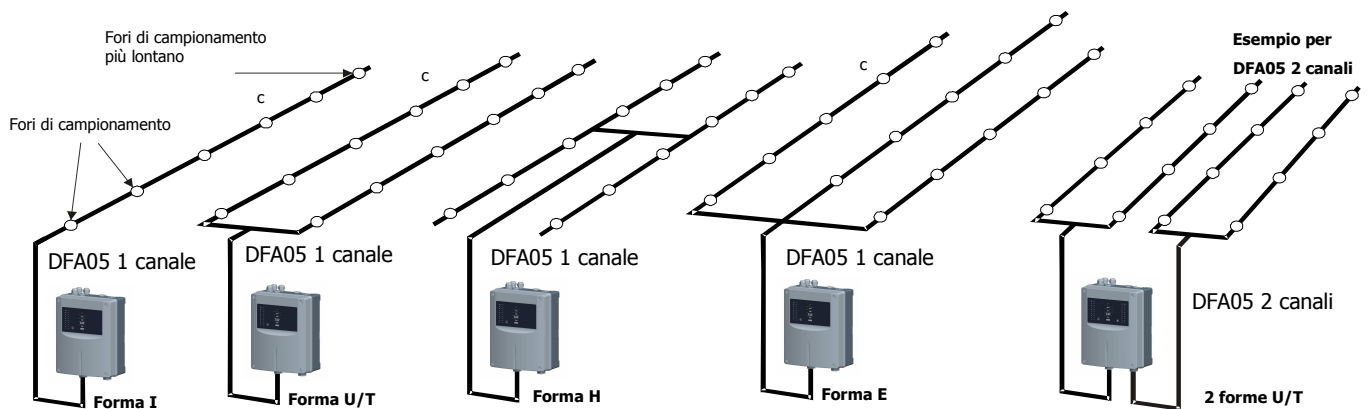 Fori di campionamento
più lontano
c
Fori di campionamento
c
c
Esempio per
DFA05 2 canali
DFA05 1 canale
DFA05 1 canale
DFA05 1 canale
DFA05 1 canale
DFA05 2 canali
Forma I
Forma U/T
Forma H
Forma E
2 forme U/T